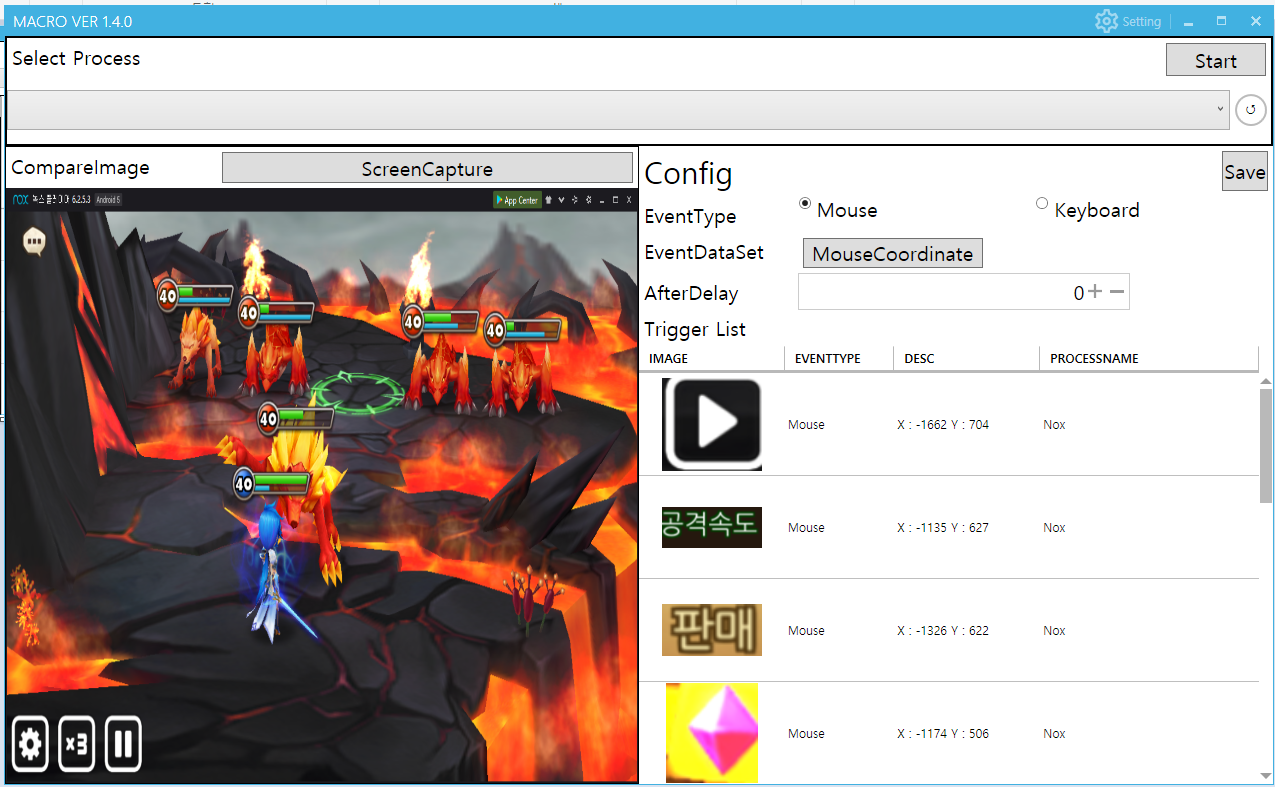 MACRO VER 1.4.0
Setting
Select Process
Start
CompareImage
ScreenCapture
nox 녹스 플레이어 6.2.5.3 Android 5
App Center
40
40
40
40
40
40
x3
Config
Save
EventType
Mouse
Keyboard
EventDataSet
MouseCoordinate
AfterDelay
0
Trigger List
IMAGE EVENTTYPE DESC PROCESSNAME
Mouse X : -1662 Y : 704 Nox
공격속도 Mouse X : -1135 Y : 627 Nox
판매 Mouse X : -1326 Y : 622 Nox
Mouse X : -1174 Y : 506 Nox